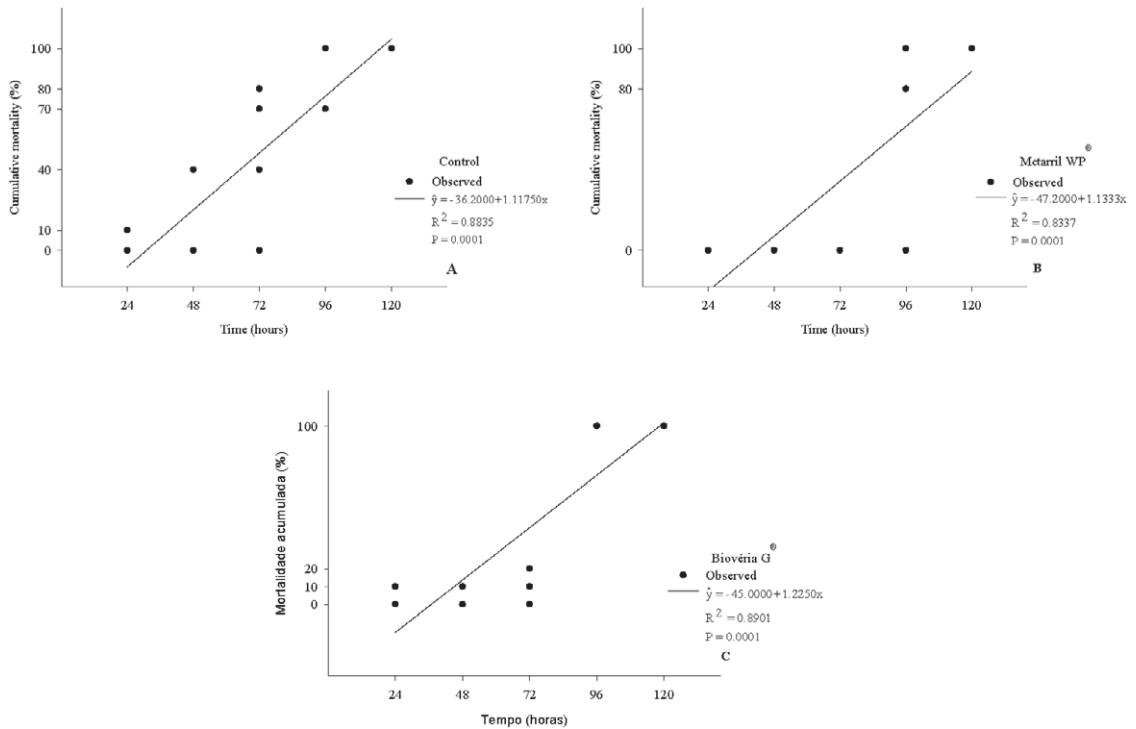 Cumulative mortality (%)
100
80
70
40
10
0
24 48 72 96 120
Time (hours)
Control
Observed
ŷ = - 36.2000+1.11750x
R² = 0.8835
P = 0.0001
A
Cumulative mortality (%)
100
80
0
24 48 72 96 120
Time (hours)
Metarril WP®
Observed
ŷ = - 47.2000+1.1333x
R² = 0.8337
P = 0.0001
B
Mortalidade acumulada (%)
100
20
10
0
24 48 72 96 120
Tempo (horas)
Biovéria G®
Observed
ŷ = - 45.0000+1.2250x
R² = 0.8901
P = 0.0001
C